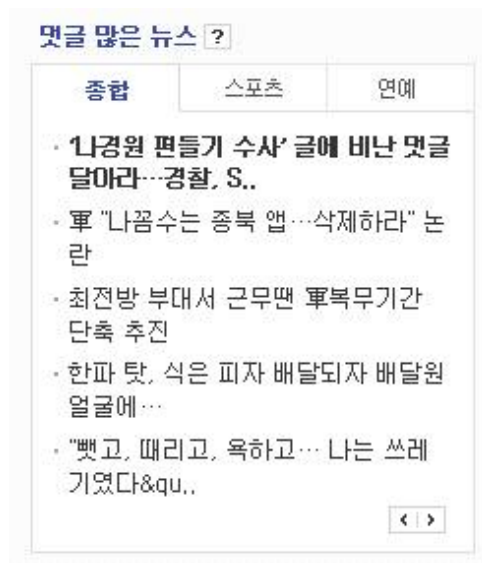 댓글 많은 뉴스 ?
종합 스포츠 연예
'나경원 편들기 수사' 글에 비난 댓글
달아라…경찰, S..
軍 "나꼼수는 종북 앱…삭제하라" 논
란
최전방 부대서 근무땐 軍복무기간
단축 추진
한파 탓, 식은 피자 배달되자 배달원
얼굴에…
"뺏고, 때리고, 욕하고… 나는 쓰레
기였다&qu..